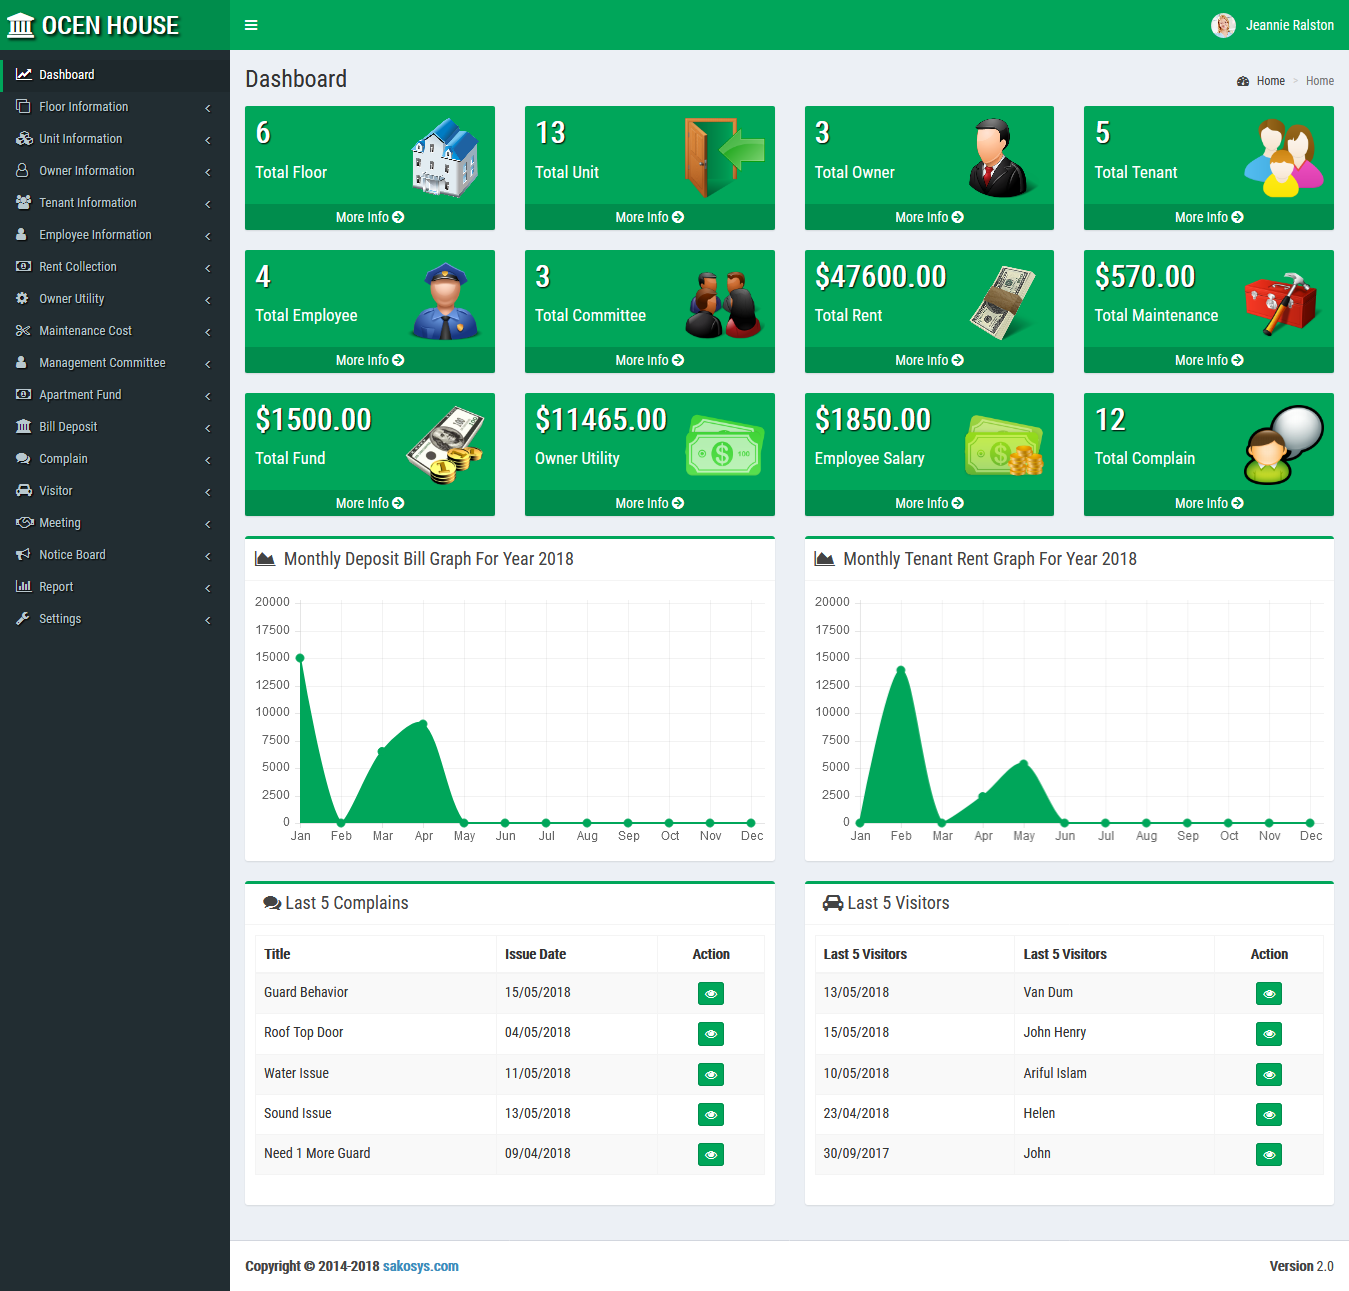 OCEN HOUSE
Jeannie Ralston
Dashboard
Floor Information
Unit Information
Owner Information
Tenant Information
Employee Information
Rent Collection
Owner Utility
Maintenance Cost
Management Committee
Apartment Fund
Bill Deposit
Complain
Visitor
Meeting
Notice Board
Report
Settings
Dashboard
Home > Home
6
Total Floor
More Info
13
Total Unit
More Info
3
Total Owner
More Info
5
Total Tenant
More Info
4
Total Employee
More Info
3
Total Committee
More Info
$47600.00
Total Rent
More Info
$570.00
Total Maintenance
More Info
$1500.00
Total Fund
More Info
$11465.00
Owner Utility
More Info
$1850.00
Employee Salary
More Info
12
Total Complain
More Info
Monthly Deposit Bill Graph For Year 2018
20000
17500
15000
12500
10000
7500
5000
2500
0
Jan Feb Mar Apr May Jun Jul Aug Sep Oct Nov Dec
Monthly Tenant Rent Graph For Year 2018
20000
17500
15000
12500
10000
7500
5000
2500
0
Jan Feb Mar Apr May Jun Jul Aug Sep Oct Nov Dec
Last 5 Complains
Title Issue Date Action
Guard Behavior 15/05/2018
Roof Top Door 04/05/2018
Water Issue 11/05/2018
Sound Issue 13/05/2018
Need 1 More Guard 09/04/2018
Last 5 Visitors
Last 5 Visitors Last 5 Visitors Action
13/05/2018 Van Dum
15/05/2018 John Henry
10/05/2018 Ariful Islam
23/04/2018 Helen
30/09/2017 John
Copyright © 2014-2018 sakosys.com
Version 2.0